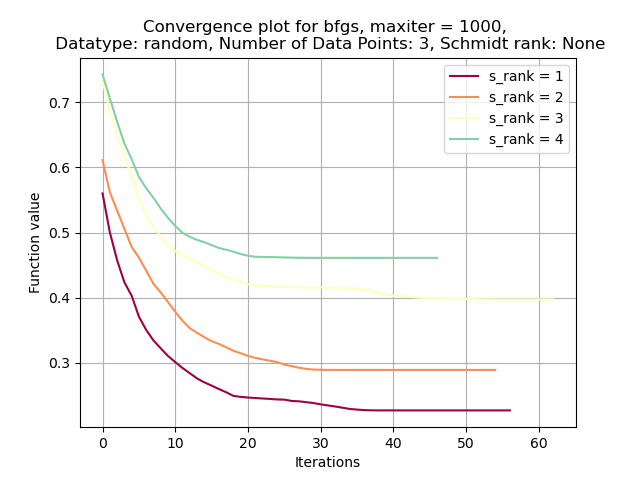 Convergence plot for bfgs, maxiter = 1000,
Datatype: random, Number of Data Points: 3, Schmidt rank: None
s_rank = 1
s_rank = 2
s_rank = 3
s_rank = 4
0.7
0.6
0.5
0.4
0.3
Function value
0 10 20 30 40 50 60
Iterations